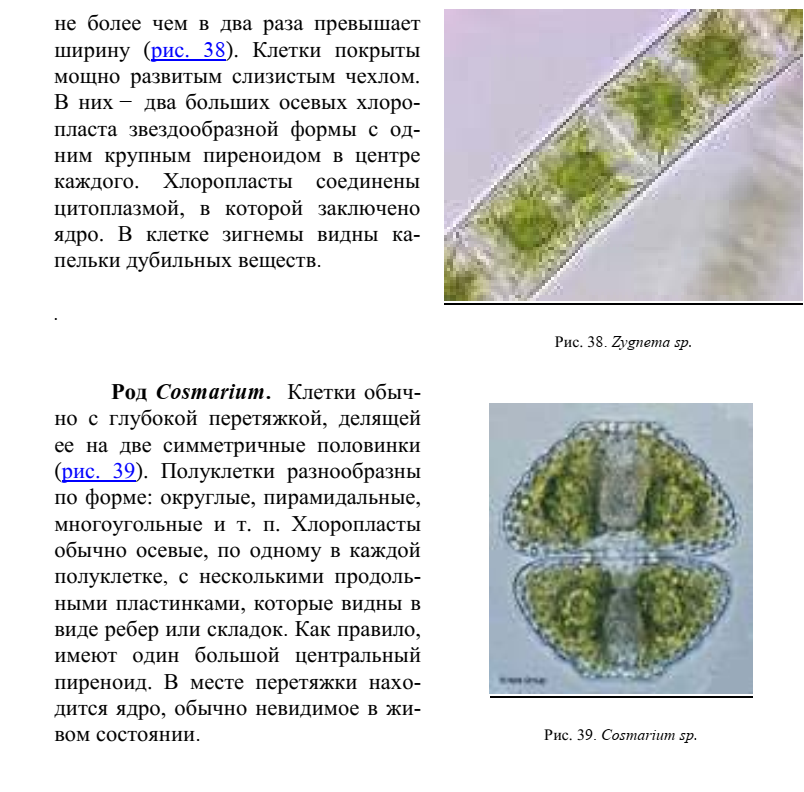 не более чем в два раза превышает
ширину (рис. 38). Клетки покрыты
мощно развитым слизистым чехлом.
В них − два больших осевых хлоро-
пласта звездообразной формы с од-
ним крупным пиреноидом в центре
каждого. Хлоропласты соединены
цитоплазмой, в которой заключено
ядро. В клетке зигнемы видны ка-
пельки дубильных веществ.
.
Рис. 38. Zygnema sp.
Род Cosmarium. Клетки обыч-
но с глубокой перетяжкой, делящей
ее на две симметричные половинки
(рис. 39). Полуклетки разнообразны
по форме: округлые, пирамидальные,
многоугольные и т. п. Хлоропласты
обычно осевые, по одному в каждой
полуклетке, с несколькими продоль-
ными пластинками, которые видны в
виде ребер или складок. Как правило,
имеют один большой центральный
пиреноид. В месте перетяжки нахо-
дится ядро, обычно невидимое в жи-
вом состоянии.
Рис. 39. Cosmarium sp.